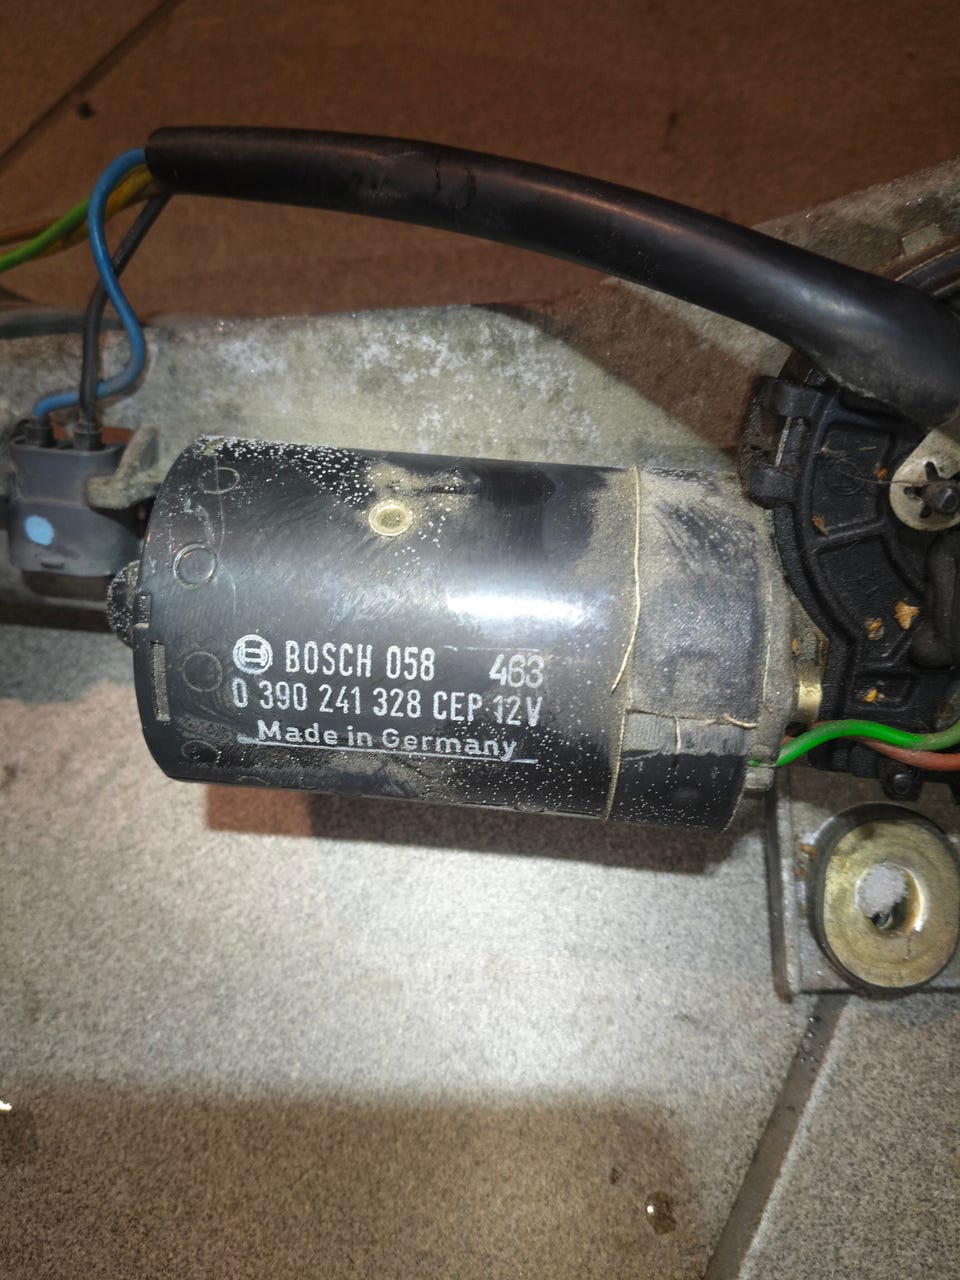 BOSCH 058 463
0 390 241 328 CEP 12V
Made in Germany